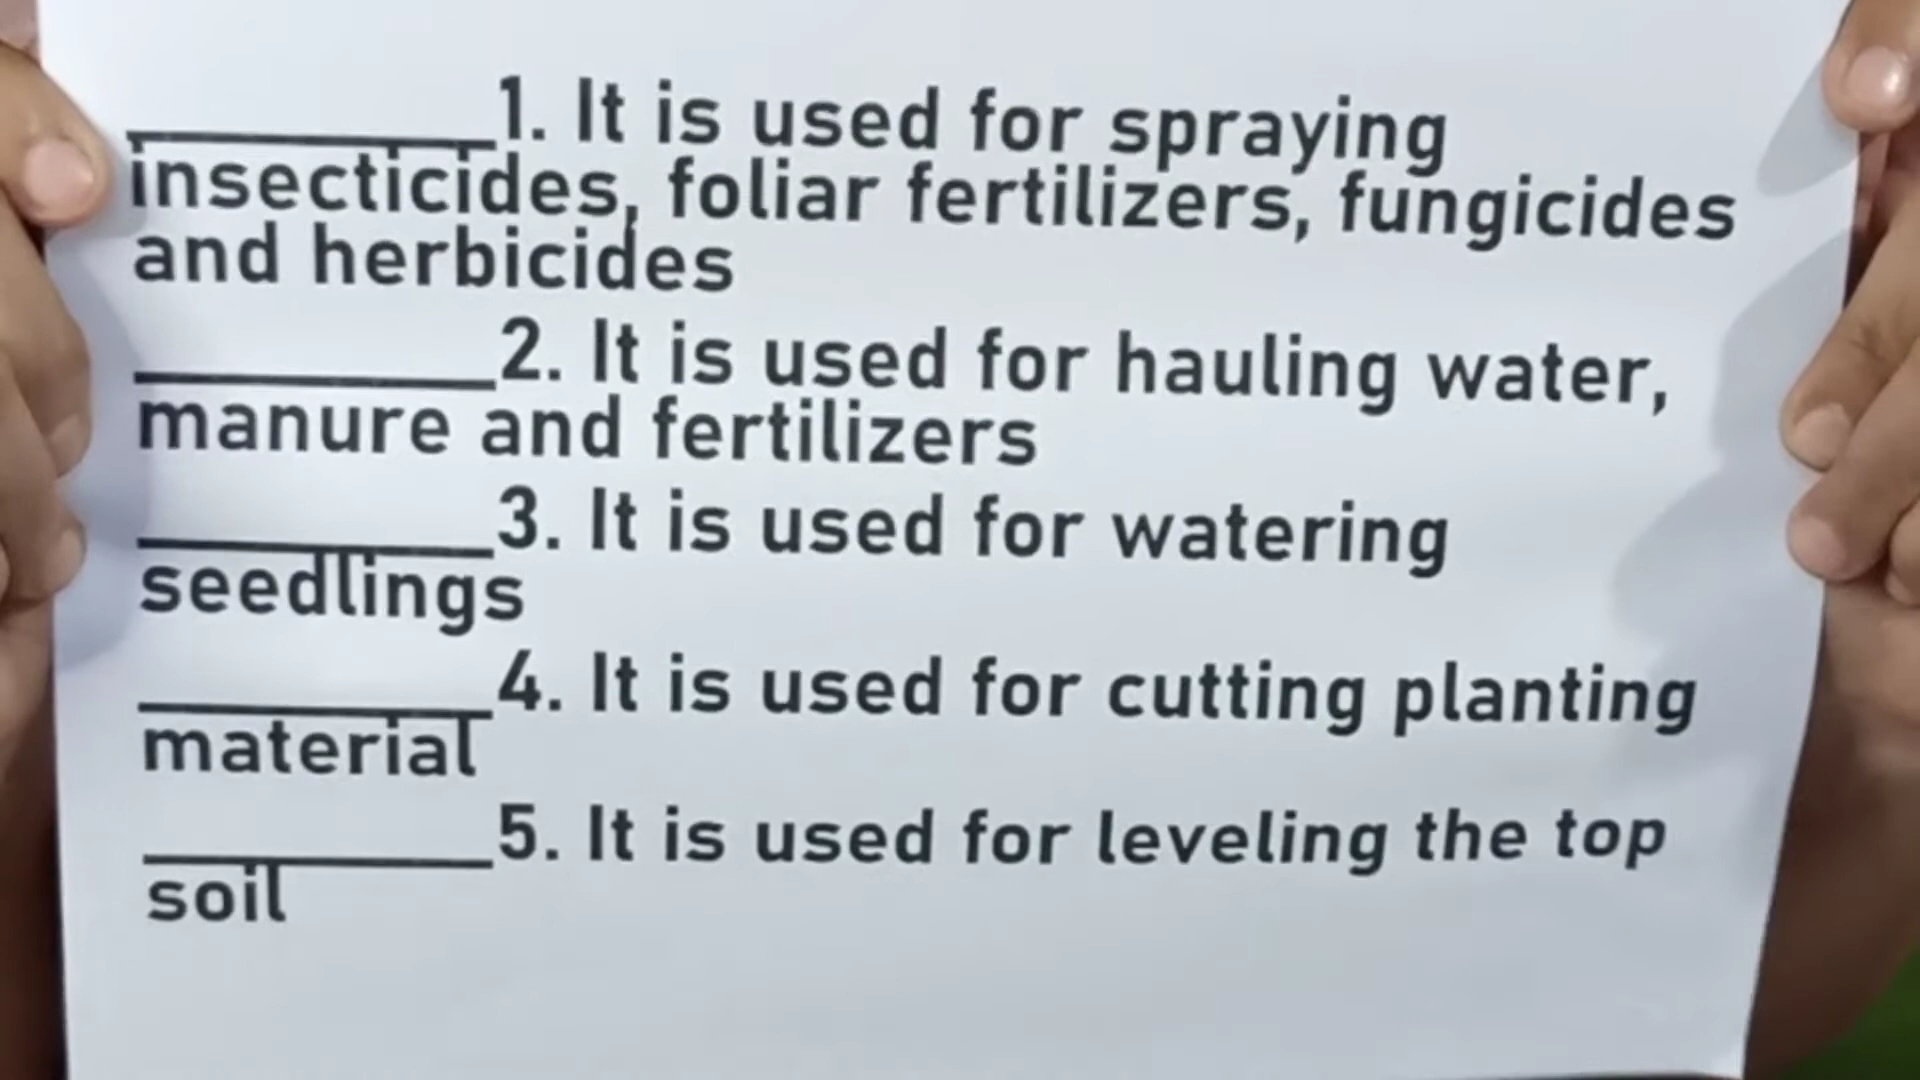 __________1. It is used for spraying
insecticides, foliar fertilizers, fungicides
and herbicides
__________2. It is used for hauling water,
manure and fertilizers
__________3. It is used for watering
seedlings
__________4. It is used for cutting planting
material
__________5. It is used for leveling the top
soil